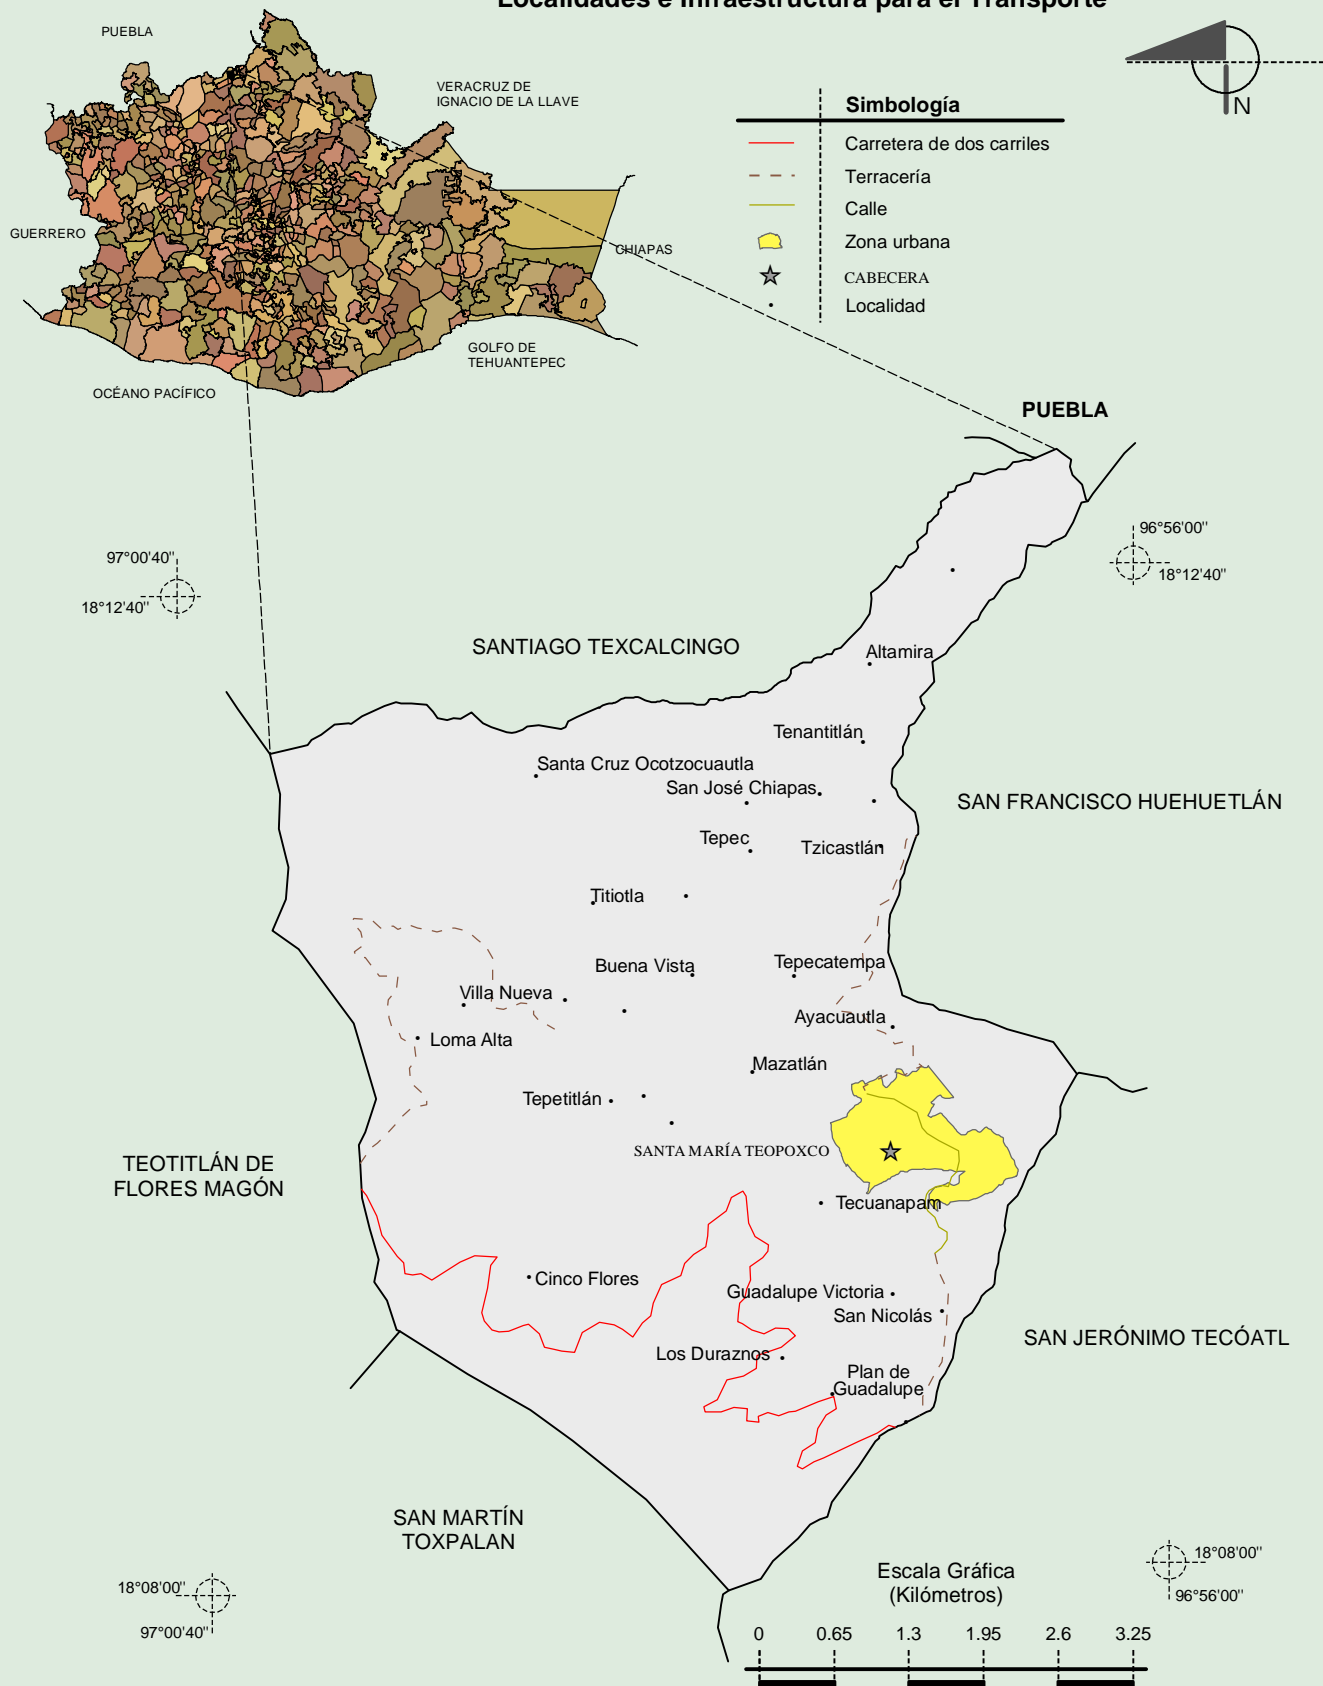 Localidades e Infraestructura para el Transporte
PUEBLA
VERACRUZ DE
IGNACIO DE LA LLAVE
GUERRERO
CHIAPAS
GOLFO DE
TEHUANTEPEC
OCÉANO PACÍFICO
N
Simbología
Carretera de dos carriles
Terracería
Calle
Zona urbana
CABECERA
Localidad
PUEBLA
97°00'40"
18°12'40"
96°56'00"
18°12'40"
SANTIAGO TEXCALCINGO
Altamira
Tenantitlán
Santa Cruz Ocotzocuautla
San José Chiapas
SAN FRANCISCO HUEHUETLÁN
Tepec
Tzicastlán
Titiotla
Buena Vista
Tepecatempa
Villa Nueva
Ayacuautla
Loma Alta
Mazatlán
Tepetitlán
SANTA MARÍA TEOPOXCO
TEOTITLÁN DE
FLORES MAGÓN
Tecuanapam
Cinco Flores
Guadalupe Victoria
San Nicolás
SAN JERÓNIMO TECÓATL
Los Duraznos
Plan de
Guadalupe
SAN MARTÍN
TOXPALAN
18°08'00"
97°00'40"
18°08'00"
96°56'00"
Escala Gráfica
(Kilómetros)
0 0.65 1.3 1.95 2.6 3.25